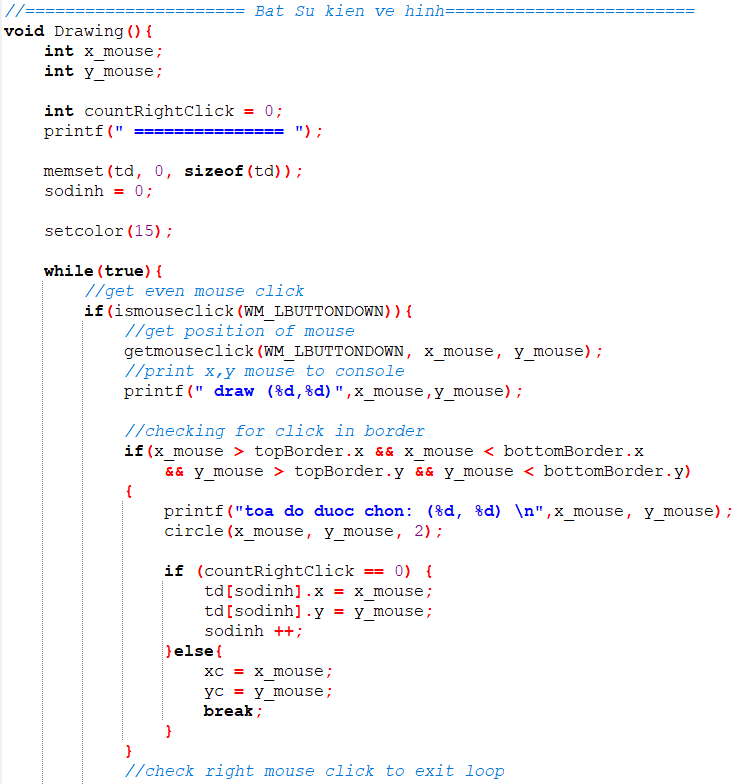 //====================== Bat Su kien ve hinh=========================
void Drawing(){
    int x_mouse;
    int y_mouse;

    int countRightClick = 0;
    printf(" =============== ");

    memset(td, 0, sizeof(td));
    sodinh = 0;

    setcolor(15);

    while(true){
        //get even mouse click
        if(ismouseclick(WM_LBUTTONDOWN)){
            //get position of mouse
            getmouseclick(WM_LBUTTONDOWN, x_mouse, y_mouse);
            //print x,y mouse to console
            printf(" draw (%d,%d)",x_mouse,y_mouse);

            //checking for click in border
            if(x_mouse > topBorder.x && x_mouse < bottomBorder.x
                && y_mouse > topBorder.y && y_mouse < bottomBorder.y)
            {
                printf("toa do duoc chon: (%d, %d) \n",x_mouse, y_mouse);
                circle(x_mouse, y_mouse, 2);

                if (countRightClick == 0) {
                    td[sodinh].x = x_mouse;
                    td[sodinh].y = y_mouse;
                    sodinh ++;
                }else{
                    xc = x_mouse;
                    yc = y_mouse;
                    break;
                }
            }
            //check right mouse click to exit loop